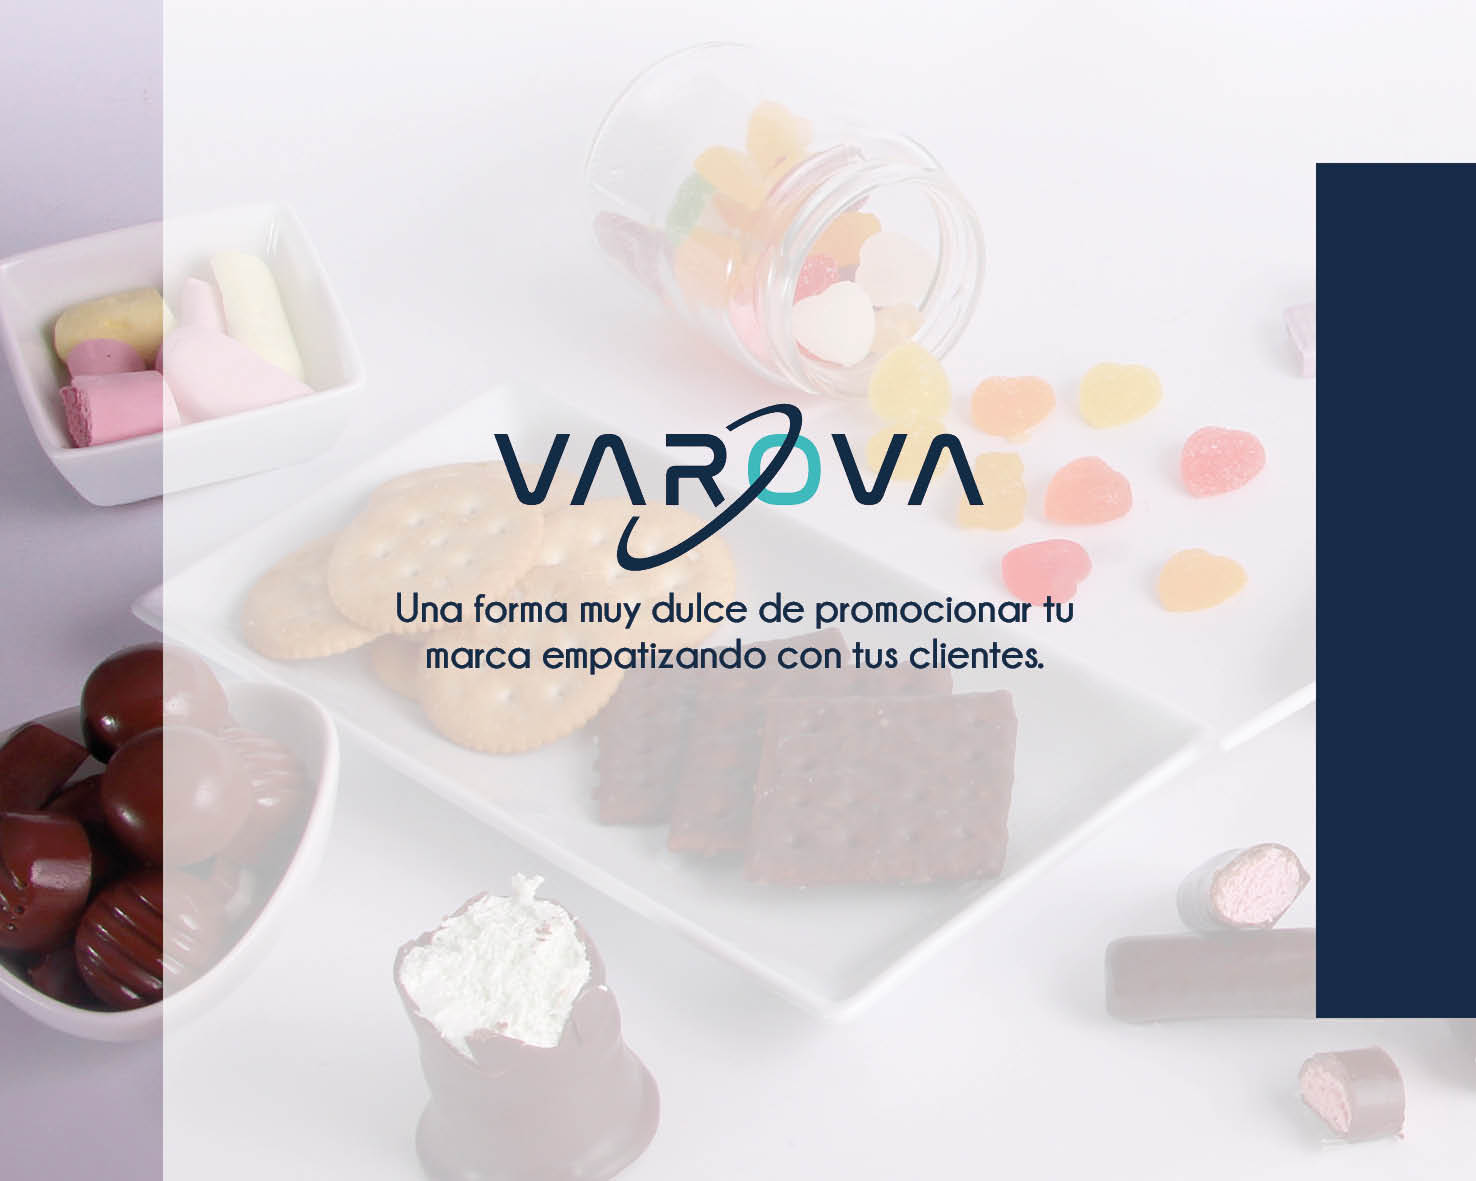 VAROVA
Una forma muy dulce de promocionar tu
marca empatizando con tus clientes.